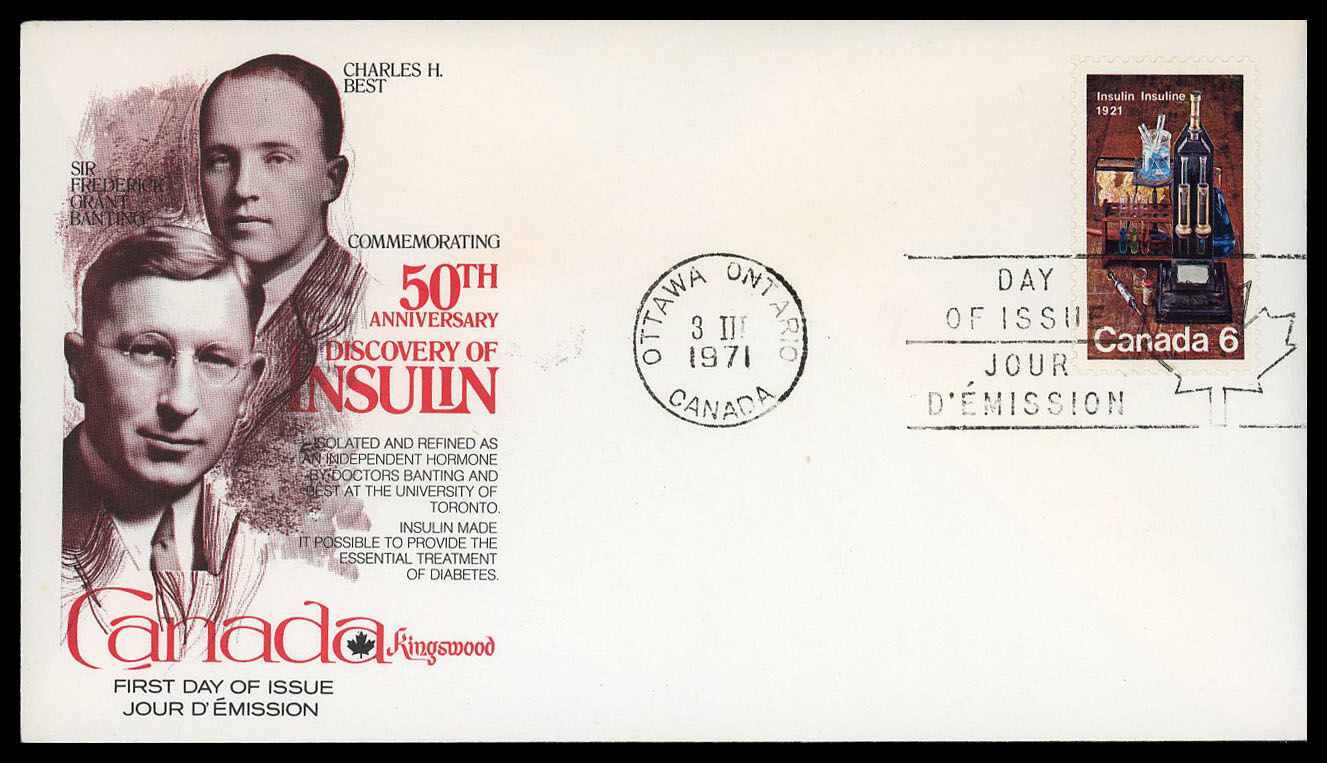 CHARLES H.
BEST
SIR
FREDERICK
GRANT
BANTING
COMMEMORATING
50TH
ANNIVERSARY
DISCOVERY OF
INSULIN
ISOLATED AND REFINED AS
AN INDEPENDENT HORMONE
BY DOCTORS BANTING AND
BEST AT THE UNIVERSITY OF
TORONTO.
INSULIN MADE
IT POSSIBLE TO PROVIDE THE
ESSENTIAL TREATMENT
OF DIABETES.
Canada Kingswood
FIRST DAY OF ISSUE
JOUR D'ÉMISSION
OTTAWA ONTARIO
3 III
1971
CANADA
DAY
OF ISSUE
JOUR
D'ÉMISSION
Insulin Insuline
1921
Canada 6